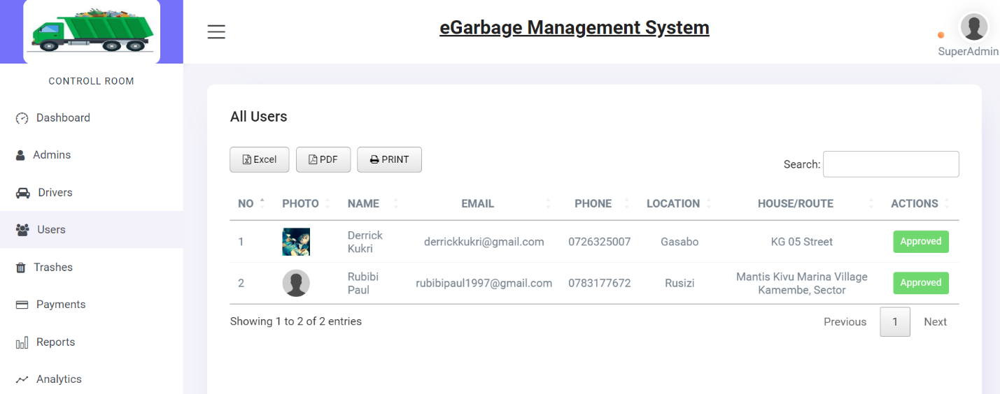 eGarbage Management System
SuperAdmin
CONTROLL ROOM
Dashboard
Admins
Drivers
Users
Trashes
Payments
Reports
Analytics
All Users
Excel PDF PRINT
Search:
NO PHOTO NAME EMAIL PHONE LOCATION HOUSE/ROUTE ACTIONS
1 Derrick Kukri derrickkukri@gmail.com 0726325007 Gasabo KG 05 Street Approved
2 Rubibi Paul rubibipaul1997@gmail.com 0783177672 Rusizi Mantis Kivu Marina Village Kamembe, Sector Approved
Showing 1 to 2 of 2 entries
Previous 1 Next